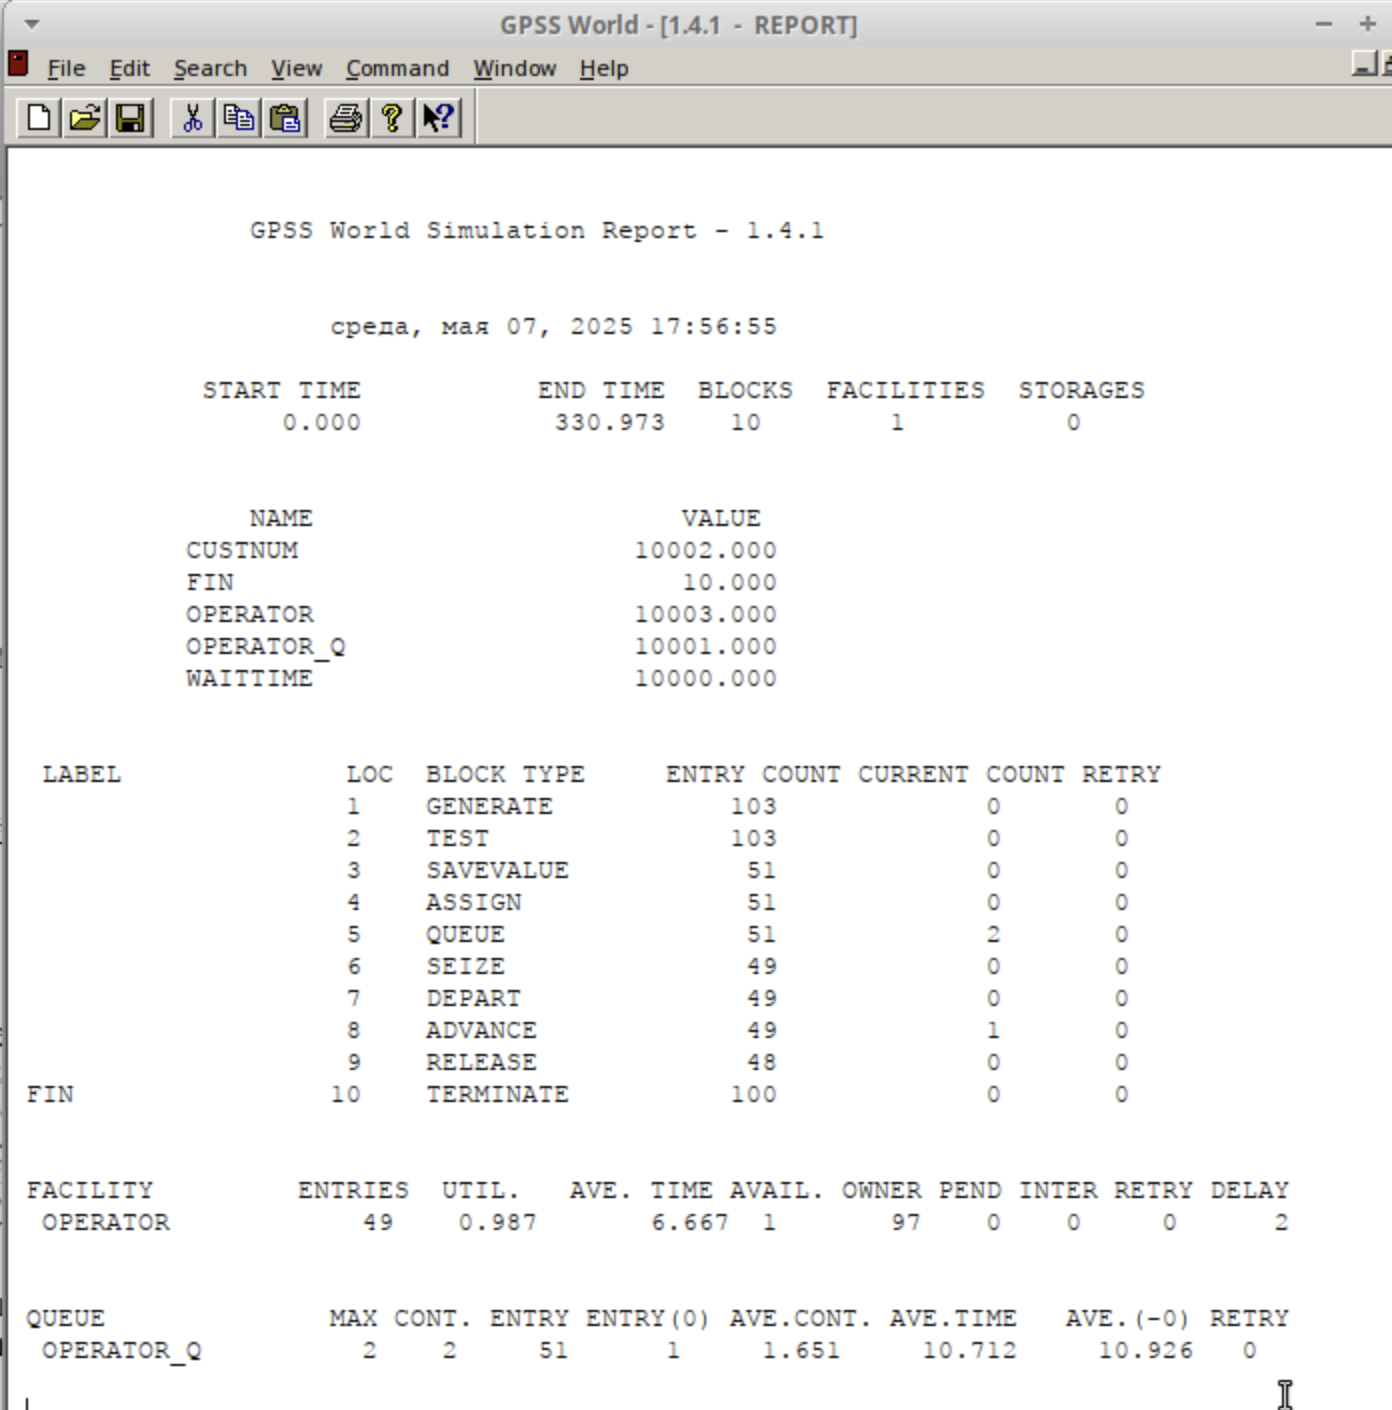 GPSS World - [1.4.1 - REPORT]
File Edit Search View Command Window Help
GPSS World Simulation Report - 1.4.1
среда, мая 07, 2025 17:56:55
START TIME END TIME BLOCKS FACILITIES STORAGES
0.000 330.973 10 1 0
NAME VALUE
CUSTNUM 10002.000
FIN 10.000
OPERATOR 10003.000
OPERATOR_Q 10001.000
WAITTIME 10000.000
LABEL LOC BLOCK TYPE ENTRY COUNT CURRENT COUNT RETRY
1 GENERATE 103 0 0
2 TEST 103 0 0
3 SAVEVALUE 51 0 0
4 ASSIGN 51 0 0
5 QUEUE 51 2 0
6 SEIZE 49 0 0
7 DEPART 49 0 0
8 ADVANCE 49 1 0
9 RELEASE 48 0 0
FIN 10 TERMINATE 100 0 0
FACILITY ENTRIES UTIL. AVE. TIME AVAIL. OWNER PEND INTER RETRY DELAY
OPERATOR 49 0.987 6.667 1 97 0 0 0 2
QUEUE MAX CONT. ENTRY ENTRY(0) AVE.CONT. AVE.TIME AVE.(-0) RETRY
OPERATOR_Q 2 2 51 1 1.651 10.712 10.926 0